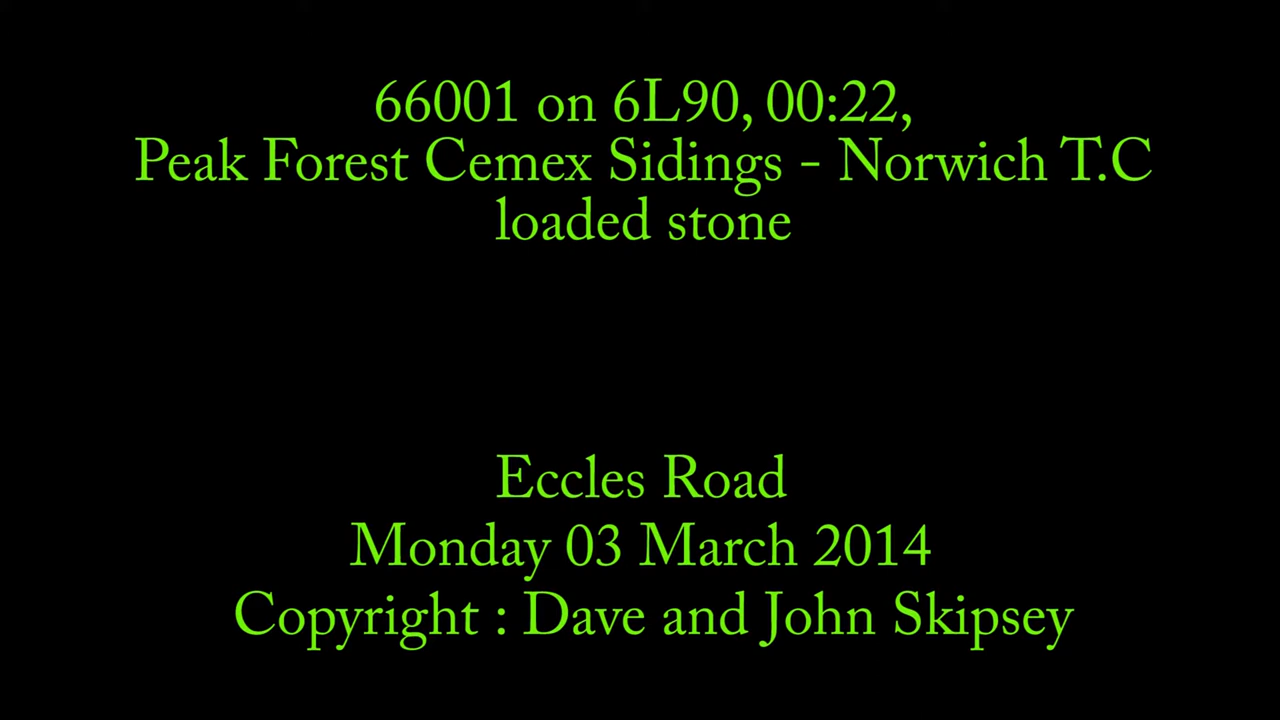 66001 on 6L90, 00:22,
Peak Forest Cemex Sidings - Norwich T.C
loaded stone
Eccles Road
Monday 03 March 2014
Copyright : Dave and John Skipsey